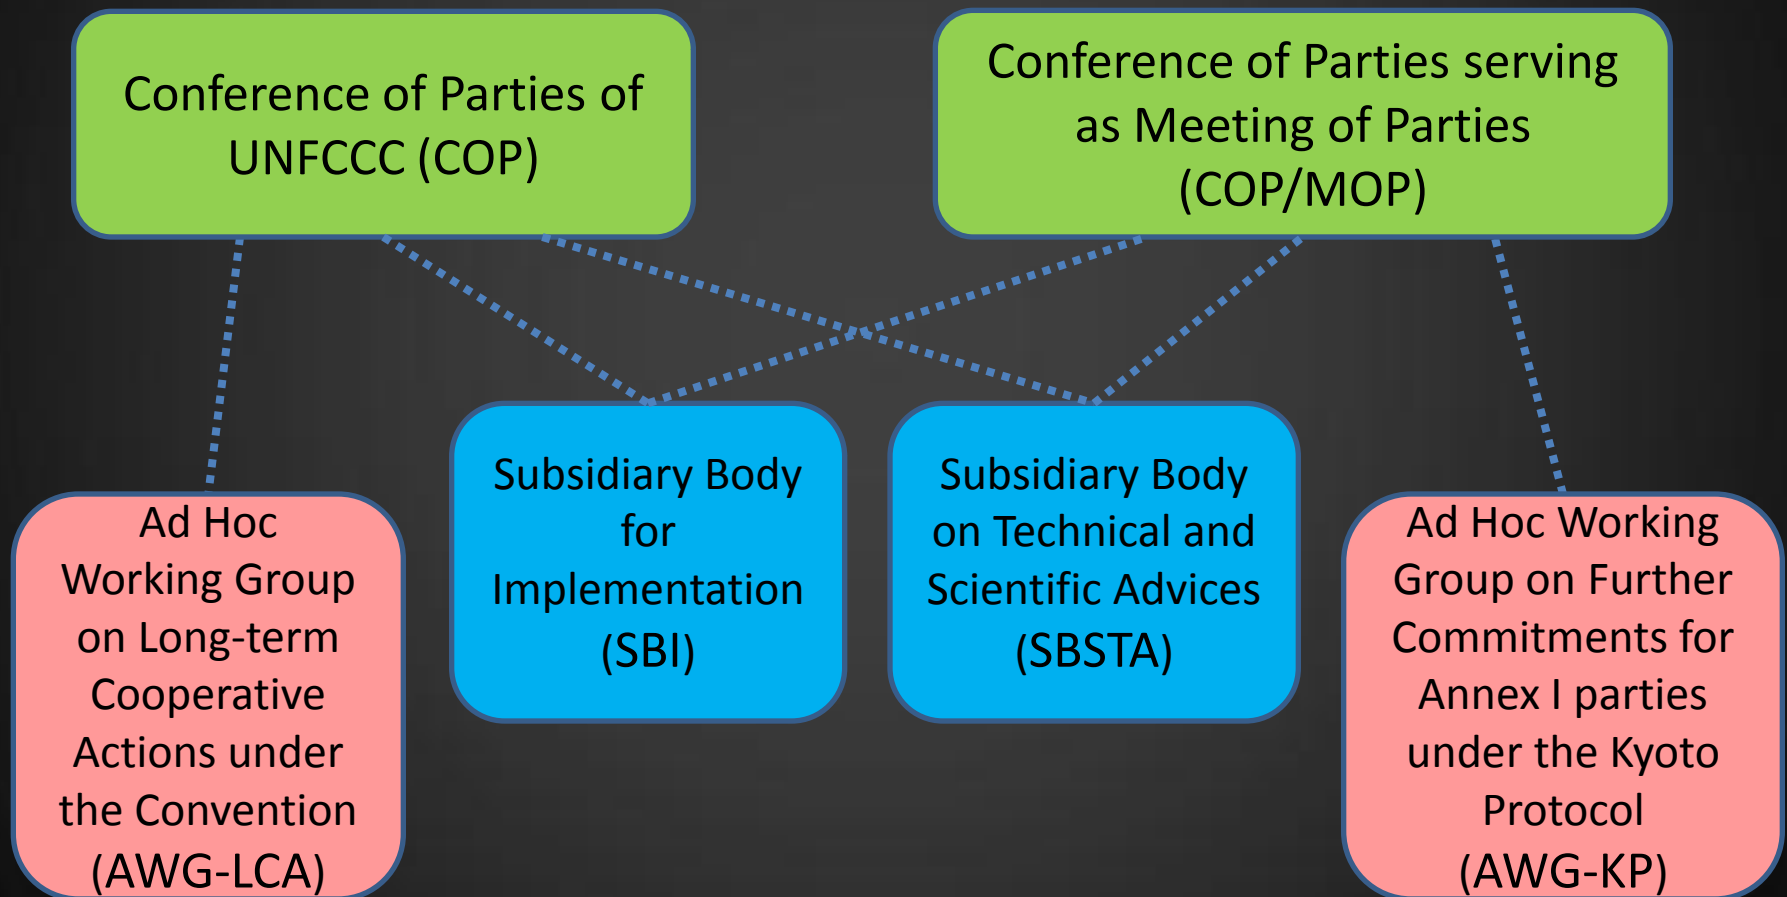 Conference of Parties of
UNFCCC (COP)
Conference of Parties serving
as Meeting of Parties
(COP/MOP)
Ad Hoc
Working Group
on Long-term
Cooperative
Actions under
the Convention
(AWG-LCA)
Subsidiary Body
for
Implementation
(SBI)
Subsidiary Body
on Technical and
Scientific Advices
(SBSTA)
Ad Hoc Working
Group on Further
Commitments for
Annex I parties
under the Kyoto
Protocol
(AWG-KP)